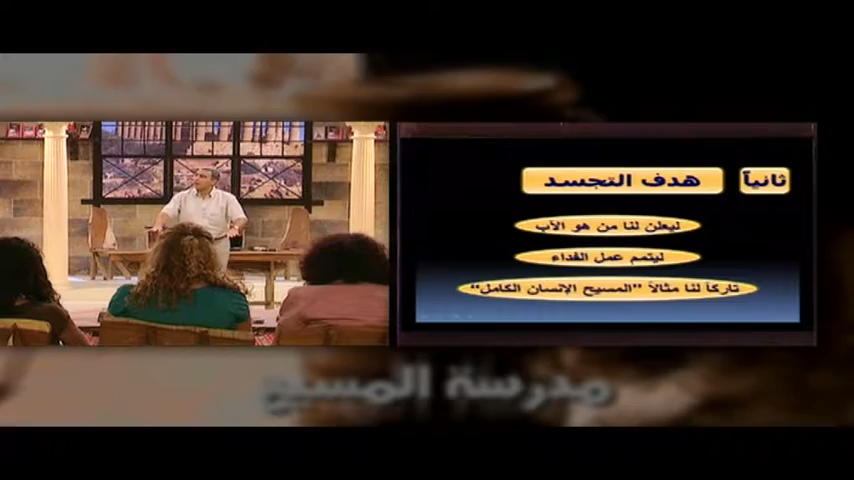 ثانياً
هدف التجسد
ليعلن لنا من هو الآب
ليتمم عمل الفداء
تاركاً لنا مثالاً "المسيح الإنسان الكامل"
مدرسة المسيح